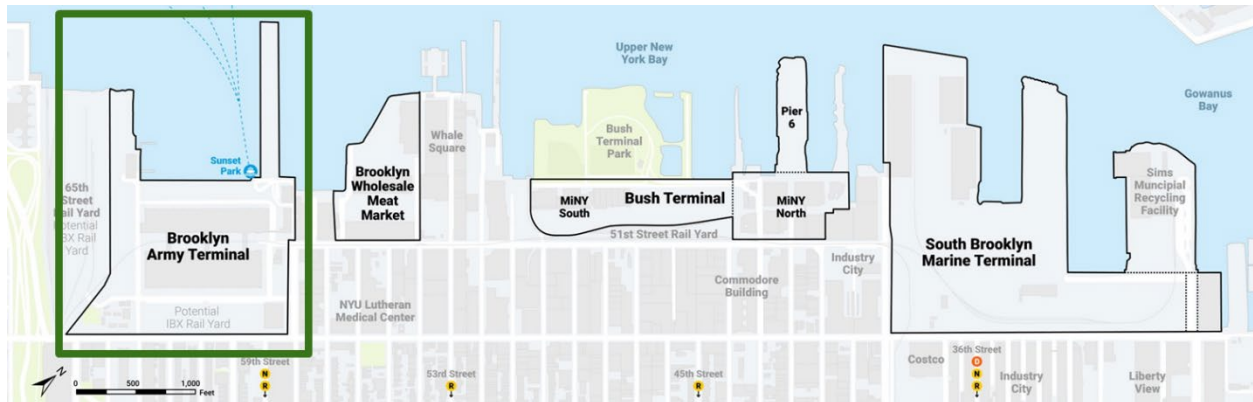 Upper New
York Bay
Gowanus
Bay
Pier
6
Whale
Square
Bush
Terminal
Park
Sunset
Park
65th
Street
Rail Yard
Potential
IBX Rail
Yard
Brooklyn
Wholesale
Meat
Market
Sims
Muncipial
Recycling
Facility
MiNY
South
Bush Terminal
MiNY
North
Brooklyn
Army Terminal
51st Street Rail Yard
South Brooklyn
Marine Terminal
Industry
City
Commodore
Building
NYU Lutheran
Medical Center
Potential
IBX Rail Yard
59th Street
N
R
53rd Street
R
45th Street
R
Costco
36th Street
D
N
R
Industry
City
Liberty
View
N
0 500 1,000
Feet